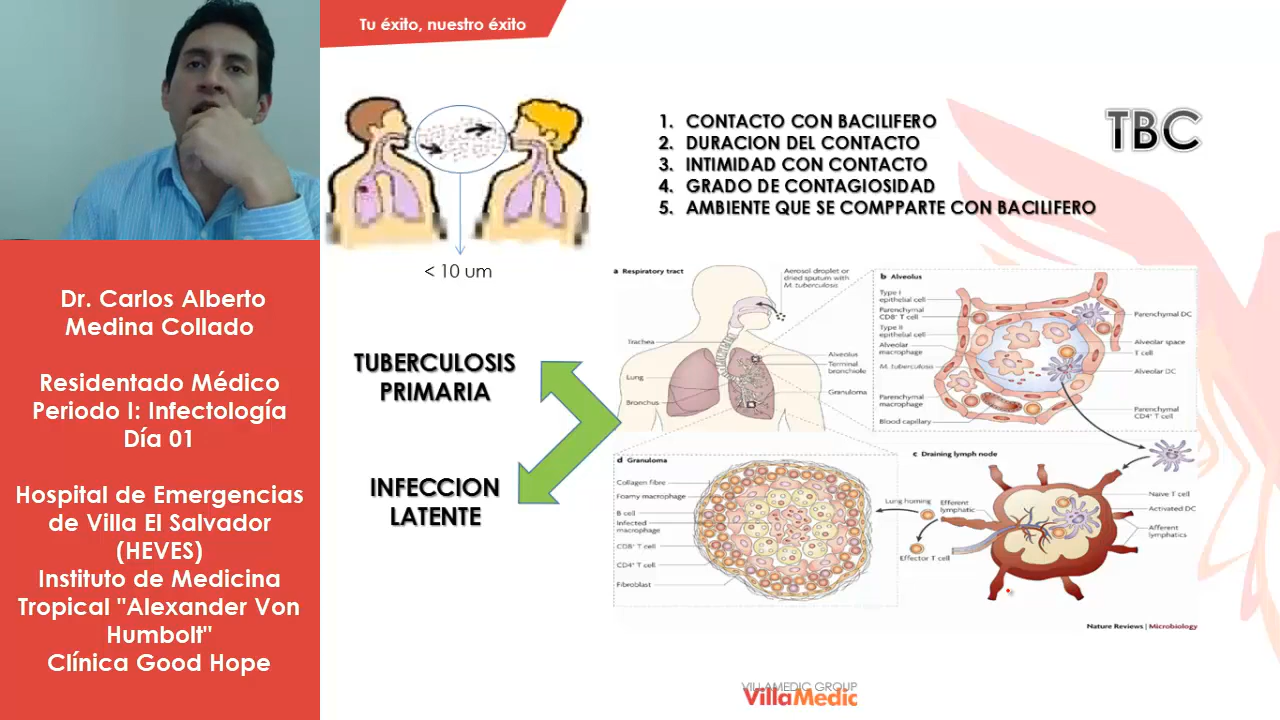 Tu éxito, nuestro éxito
Dr. Carlos Alberto
Medina Collado
Residentado Médico
Periodo I: Infectología
Día 01
Hospital de Emergencias
de Villa El Salvador
(HEVES)
Instituto de Medicina
Tropical "Alexander Von
Humbolt"
Clínica Good Hope
< 10 um
1. CONTACTO CON BACILIFERO
2. DURACION DEL CONTACTO
3. INTIMIDAD CON CONTACTO
4. GRADO DE CONTAGIOSIDAD
5. AMBIENTE QUE SE COMPPARTE CON BACILIFERO
TBC
TUBERCULOSIS
PRIMARIA
INFECCION
LATENTE
a Respiratory tract
Aerosol droplet or
dried sputum with
M. tuberculosis
Trachea
Lung
Bronchus
Alveolus
Terminal
bronchiole
Granuloma
b Alveolus
Type I
epithelial cell
Parenchymal
CD8⁺ T cell
Type II
epithelial cell
Alveolar
macrophage
M. tuberculosis
Parenchymal
macrophage
Blood capillary
Parenchymal DC
Alveolar space
T cell
Alveolar DC
Parenchymal
CD4⁺ T cell
d Granuloma
Collagen fibre
Foamy macrophage
B cell
Infected
macrophage
CD8⁺ T cell
CD4⁺ T cell
Fibroblast
c Draining lymph node
Lung homing
Efferent
lymphatic
Effector T cell
Naive T cell
Activated DC
Afferent
lymphatics
Nature Reviews | Microbiology
VILLAMEDIC GROUP
VillaMedic